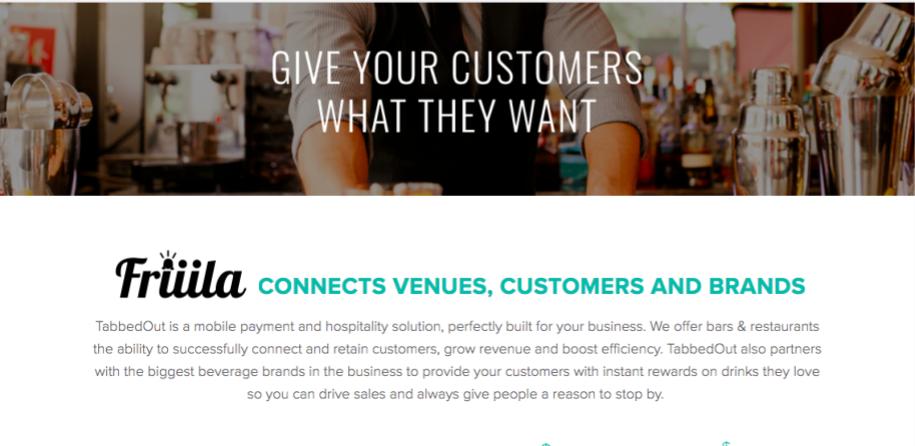 GIVE YOUR CUSTOMERS
WHAT THEY WANT
Früila CONNECTS VENUES, CUSTOMERS AND BRANDS
TabbedOut is a mobile payment and hospitality solution, perfectly built for your business. We offer bars & restaurants
the ability to successfully connect and retain customers, grow revenue and boost efficiency. TabbedOut also partners
with the biggest beverage brands in the business to provide your customers with instant rewards on drinks they love
so you can drive sales and always give people a reason to stop by.